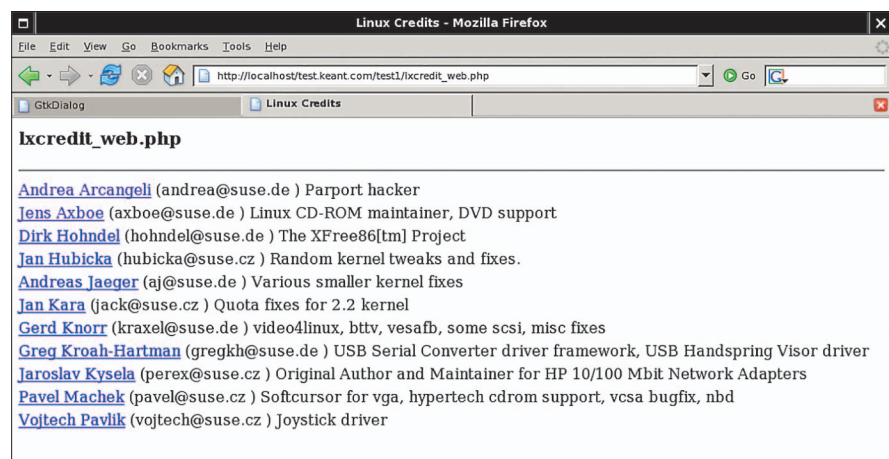 Linux Credits - Mozilla Firefox
File Edit View Go Bookmarks Tools Help
http://localhost/test.keant.com/test1/lxcredit_web.php Go G
GtkDialog Linux Credits
lxcredit_web.php
Andrea Arcangeli (andrea@suse.de ) Parport hacker
Jens Axboe (axboe@suse.de ) Linux CD-ROM maintainer, DVD support
Dirk Hohndel (hohndel@suse.de ) The XFree86[tm] Project
Jan Hubicka (hubicka@suse.cz ) Random kernel tweaks and fixes.
Andreas Jaeger (aj@suse.de ) Various smaller kernel fixes
Jan Kara (jack@suse.cz ) Quota fixes for 2.2 kernel
Gerd Knorr (kraxel@suse.de ) video4linux, bttv, vesafb, some scsi, misc fixes
Greg Kroah-Hartman (gregkh@suse.de ) USB Serial Converter driver framework, USB Handspring Visor driver
Jaroslav Kysela (perex@suse.cz ) Original Author and Maintainer for HP 10/100 Mbit Network Adapters
Pavel Machek (pavel@suse.cz ) Softcursor for vga, hypertech cdrom support, vcsa bugfix, nbd
Vojtech Pavlik (vojtech@suse.cz ) Joystick driver